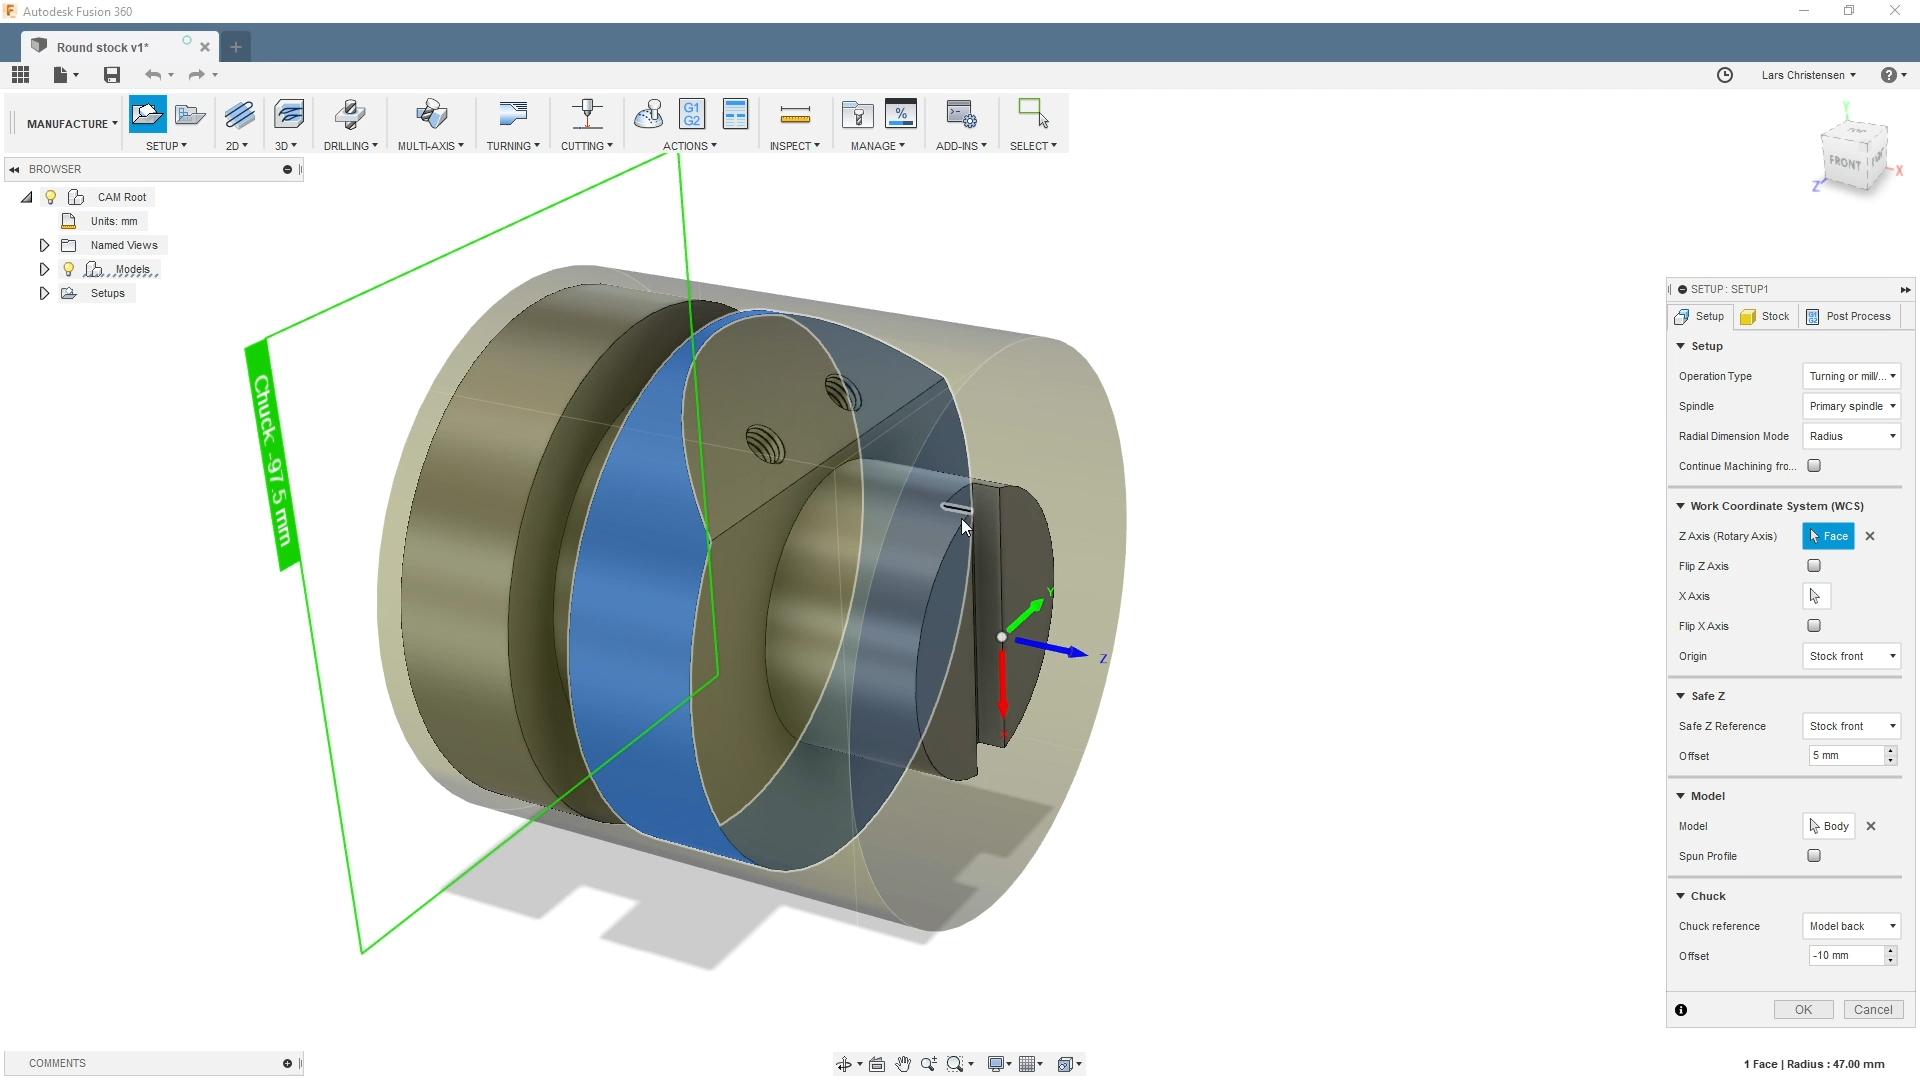 Autodesk Fusion 360
Round stock v1*
Lars Christensen
MANUFACTURE
G1
G2
%
SETUP
2D
3D
DRILLING
MULTI-AXIS
TURNING
CUTTING
ACTIONS
INSPECT
MANAGE
ADD-INS
SELECT
BROWSER
CAM Root
Units: mm
Named Views
Models
Setups
Y
TOP
FRONT
X
Z
Chuck: -97.5 mm
Y
Z
X
SETUP : SETUP1
Setup
Stock
Post Process
Setup
Operation Type Turning or mill/...
Spindle Primary spindle
Radial Dimension Mode Radius
Continue Machining fro...
Work Coordinate System (WCS)
Z Axis (Rotary Axis) Face
Flip Z Axis
X Axis
Flip X Axis
Origin Stock front
Safe Z
Safe Z Reference Stock front
Offset 5 mm
Model
Model Body
Spun Profile
Chuck
Chuck reference Model back
Offset -10 mm
OK Cancel
COMMENTS
1 Face | Radius : 47.00 mm